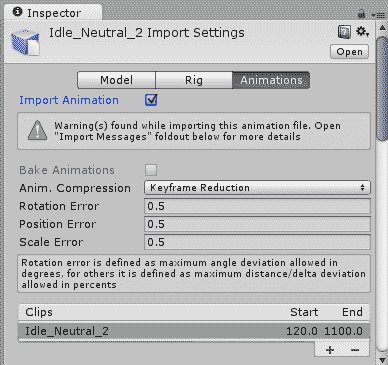 Inspector
Idle_Neutral_2 Import Settings
Open
Model Rig Animations
Import Animation
Warning(s) found while importing this animation file. Open
"Import Messages" foldout below for more details
Bake Animations
Anim. Compression Keyframe Reduction
Rotation Error 0.5
Position Error 0.5
Scale Error 0.5
Rotation error is defined as maximum angle deviation allowed in
degrees, for others it is defined as maximum distance/delta deviation
allowed in percents
Clips Start End
Idle_Neutral_2 120.0 1100.0
+ −